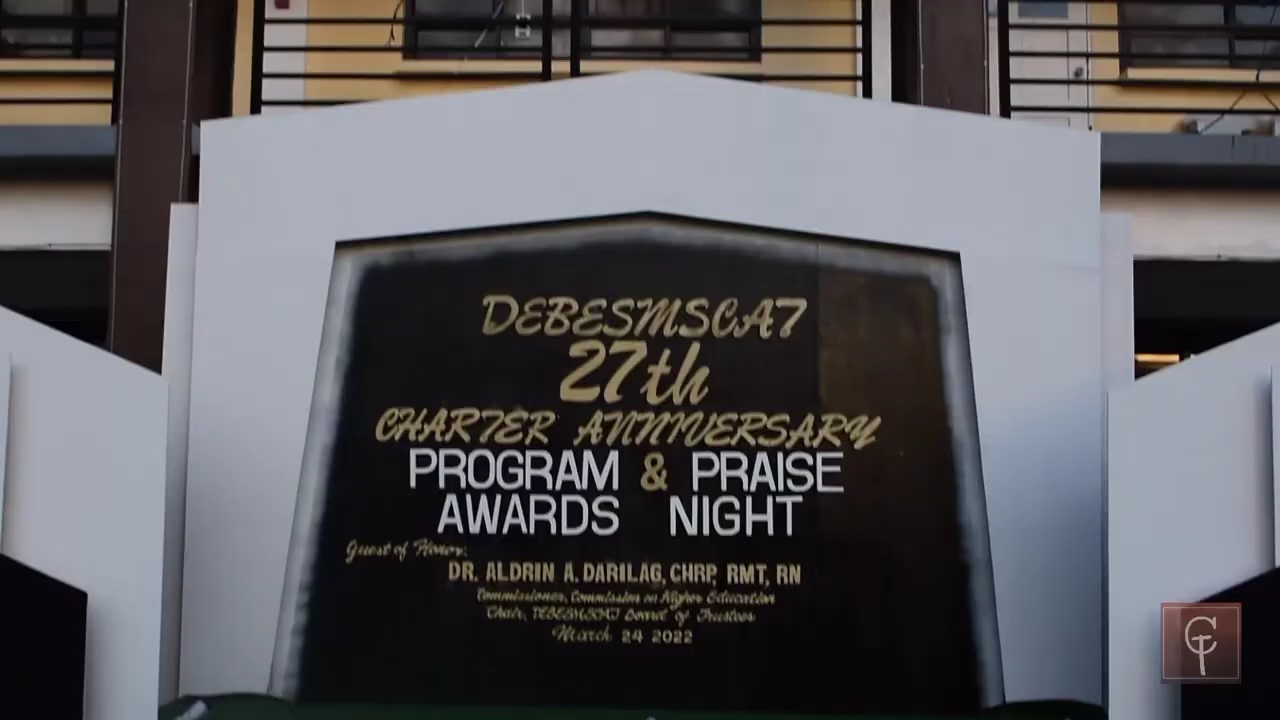 DEBESMSCAT
27th
CHARTER ANNIVERSARY
PROGRAM & PRAISE
AWARDS NIGHT
Guest of Honor:
DR. ALDRIN A. DARILAG, CHRP, RMT, RN
Commissioner, Commission on Higher Education
Chair, DEBESMSCAT Board of Trustees
March 24 2022